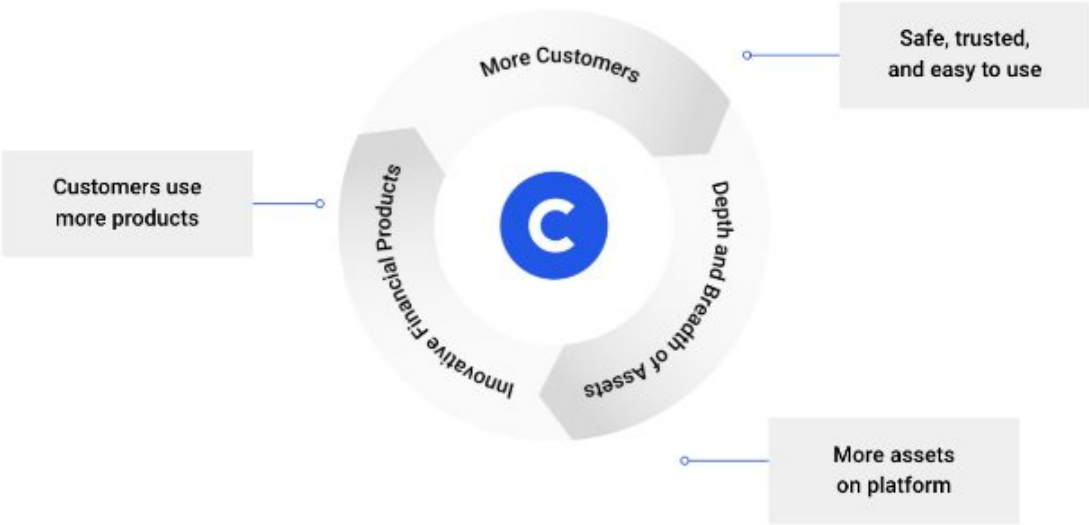 More Customers
Safe, trusted,
and easy to use
Depth and Breadth of Assets
More assets
on platform
Innovative Financial Products
Customers use
more products
C